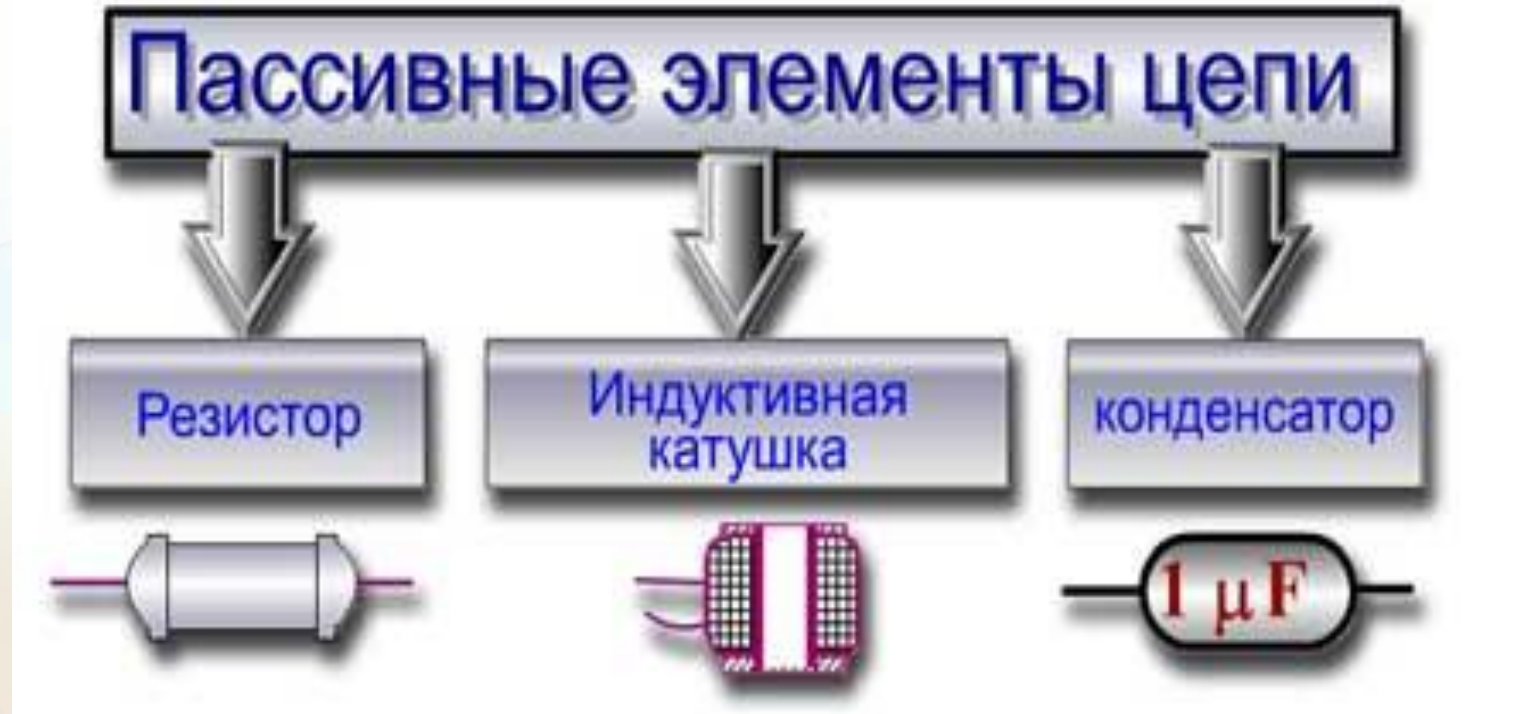 Пассивные элементы цепи
Резистор
Индуктивная
катушка
конденсатор
1 μF